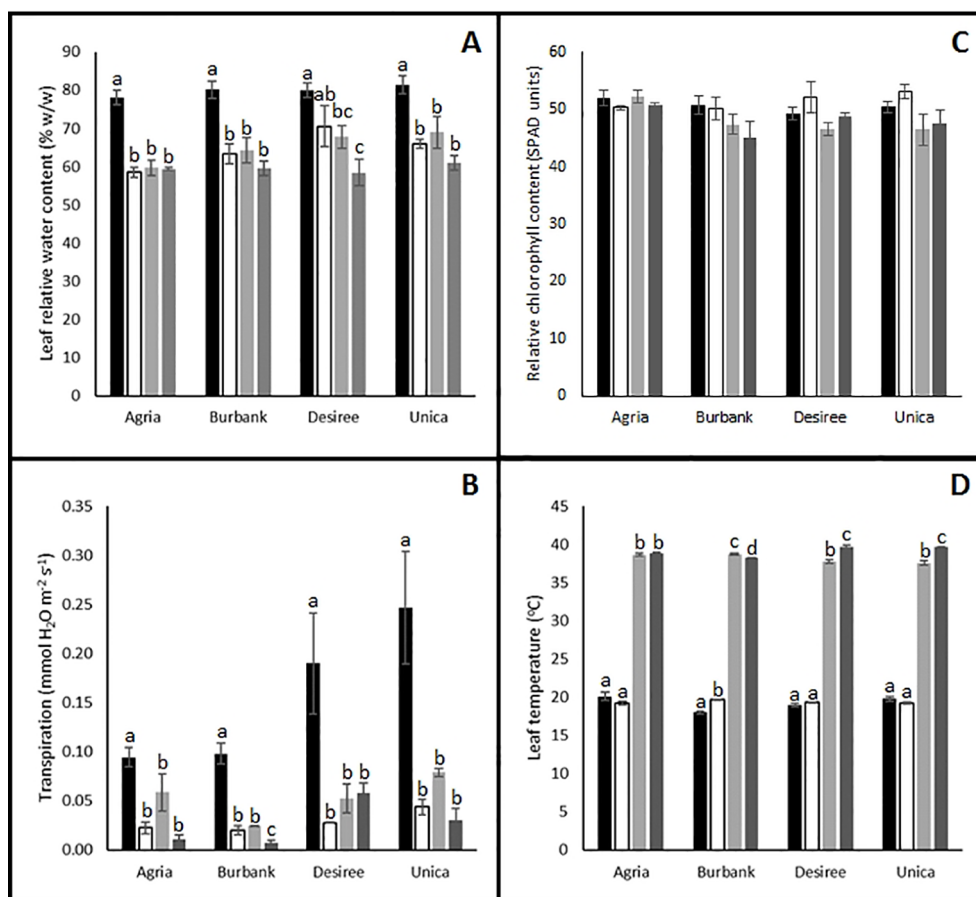 A
Leaf relative water content (% w/w)
90
80
70
60
50
40
30
20
10
0
a
b
b
b
a
b
b
b
a
ab
bc
c
a
b
b
b
Agria
Burbank
Desiree
Unica
C
Relative chlorophyll content (SPAD units)
60
50
40
30
20
10
0
Agria
Burbank
Desiree
Unica
B
Transpiration (mmol H₂O m⁻² s⁻¹)
0.35
0.30
0.25
0.20
0.15
0.10
0.05
0.00
a
b
b
b
a
b
b
c
a
b
b
b
a
b
b
b
Agria
Burbank
Desiree
Unica
D
Leaf temperature (°C)
45
40
35
30
25
20
15
10
5
0
a
a
b
b
a
b
c
d
a
a
b
c
a
a
b
c
Agria
Burbank
Desiree
Unica